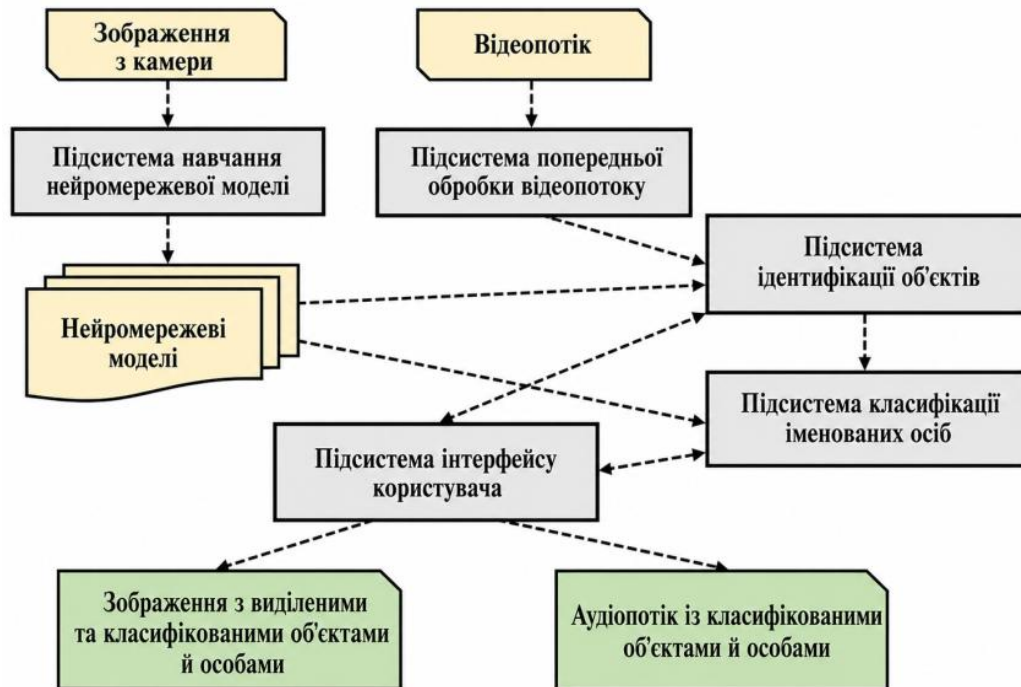 Зображення
з камери
Відеопотік
Підсистема навчання
нейромережевої моделі
Підсистема попередньої
обробки відеопотоку
Підсистема
ідентифікації об'єктів
Нейромережеві
моделі
Підсистема класифікації
іменованих осіб
Підсистема інтерфейсу
користувача
Зображення з виділеними
та класифікованими об'єктами
й особами
Аудіопотік із класифікованими
об'єктами й особами